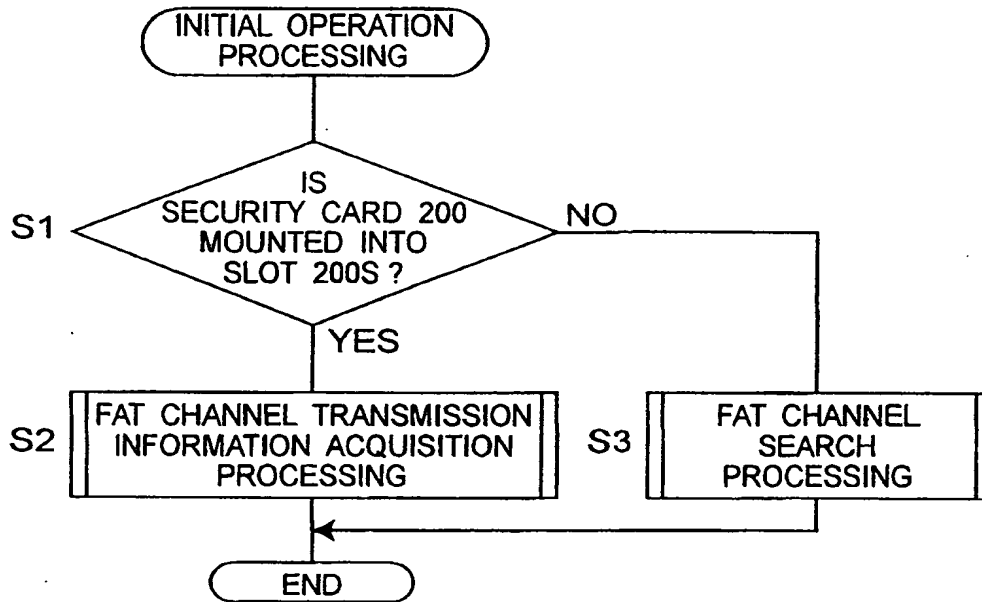 INITIAL OPERATION
PROCESSING
IS
SECURITY CARD 200
MOUNTED INTO
SLOT 200S ?
S1
NO
YES
S2
FAT CHANNEL TRANSMISSION
INFORMATION ACQUISITION
PROCESSING
S3
FAT CHANNEL
SEARCH
PROCESSING
END